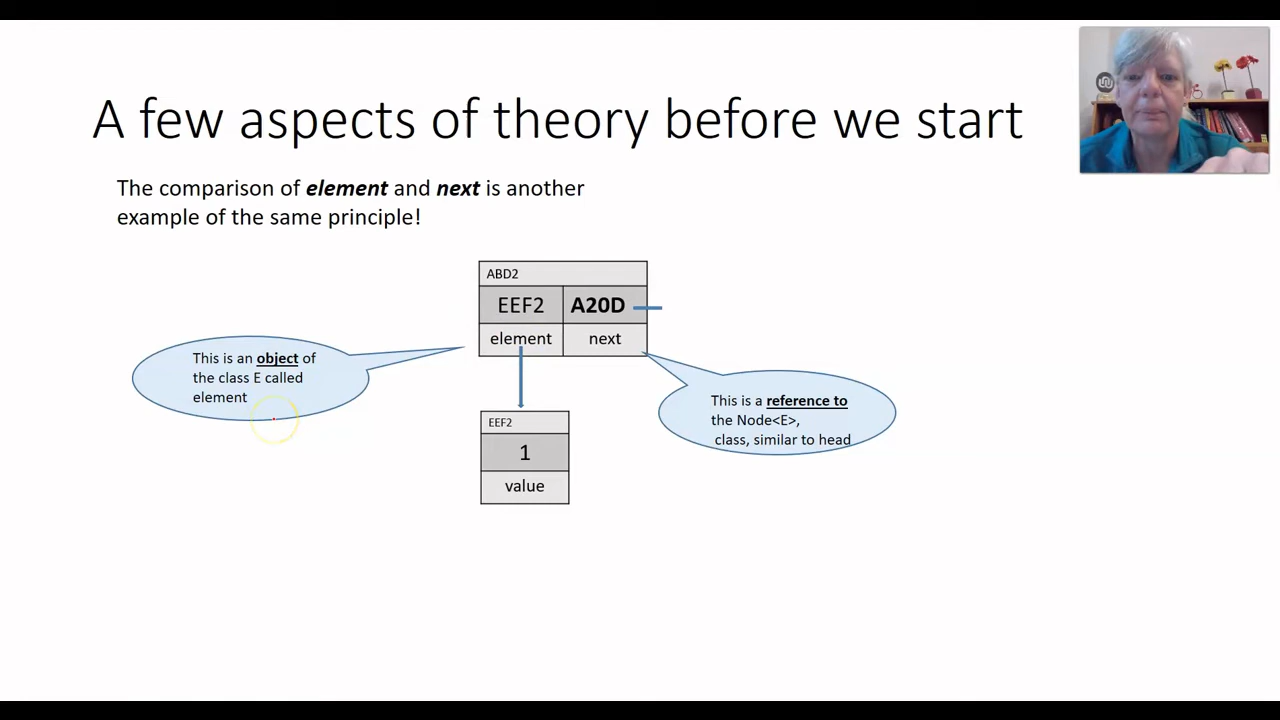 A few aspects of theory before we start
The comparison of element and next is another
example of the same principle!
ABD2
EEF2 A20D
element next
This is an object of
the class E called
element
This is a reference to
the Node<E>,
class, similar to head
EEF2
1
value